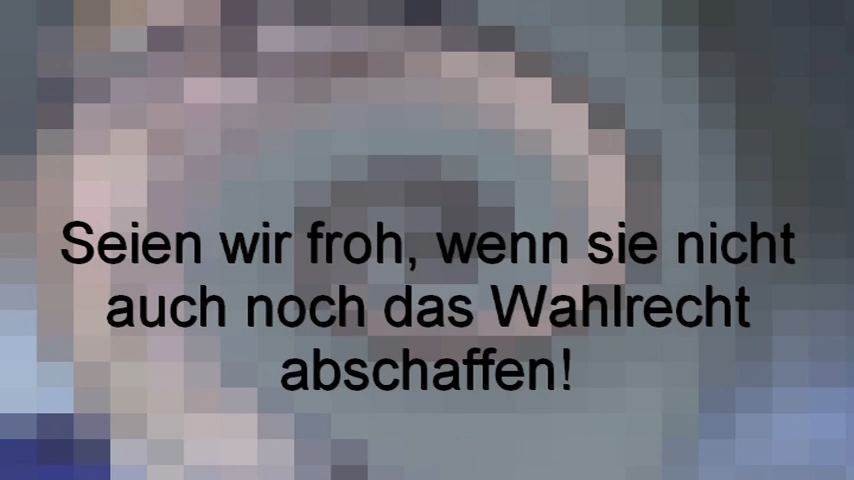 Seien wir froh, wenn sie nicht
auch noch das Wahlrecht
abschaffen!